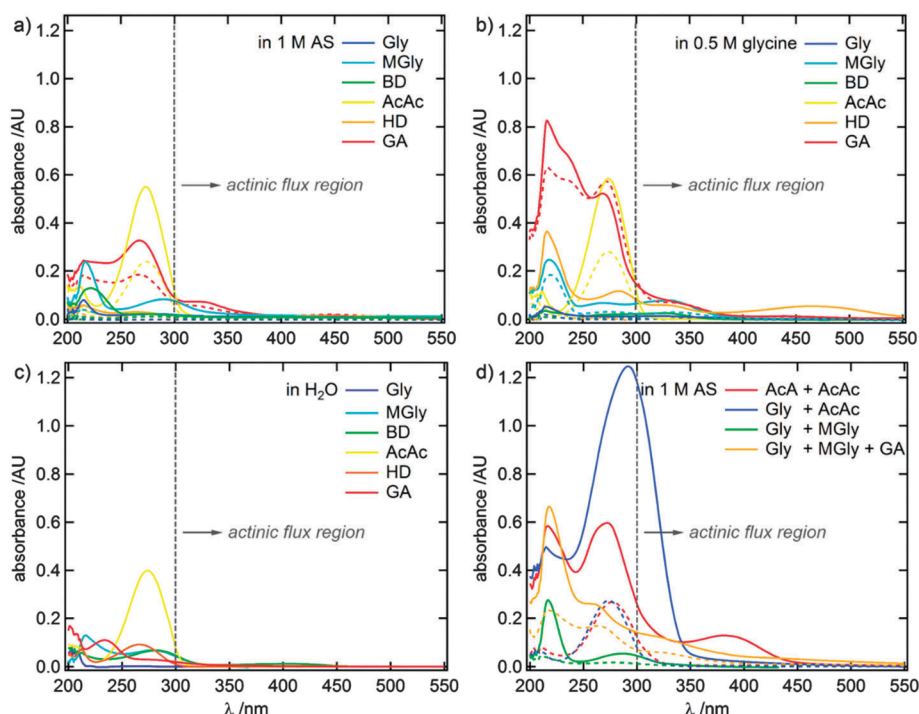 a)
in 1 M AS
Gly
MGly
BD
AcAc
HD
GA
actinic flux region
absorbance /AU
1.2
1.0
0.8
0.6
0.4
0.2
0.0
200 250 300 350 400 450 500 550
b)
in 0.5 M glycine
Gly
MGly
BD
AcAc
HD
GA
actinic flux region
absorbance /AU
1.2
1.0
0.8
0.6
0.4
0.2
0.0
200 250 300 350 400 450 500 550
c)
in H₂O
Gly
MGly
BD
AcAc
HD
GA
actinic flux region
absorbance /AU
1.2
1.0
0.8
0.6
0.4
0.2
0.0
200 250 300 350 400 450 500 550
λ /nm
d)
in 1 M AS
AcA + AcAc
Gly + AcAc
Gly + MGly
Gly + MGly + GA
actinic flux region
absorbance /AU
1.2
1.0
0.8
0.6
0.4
0.2
0.0
200 250 300 350 400 450 500 550
λ /nm